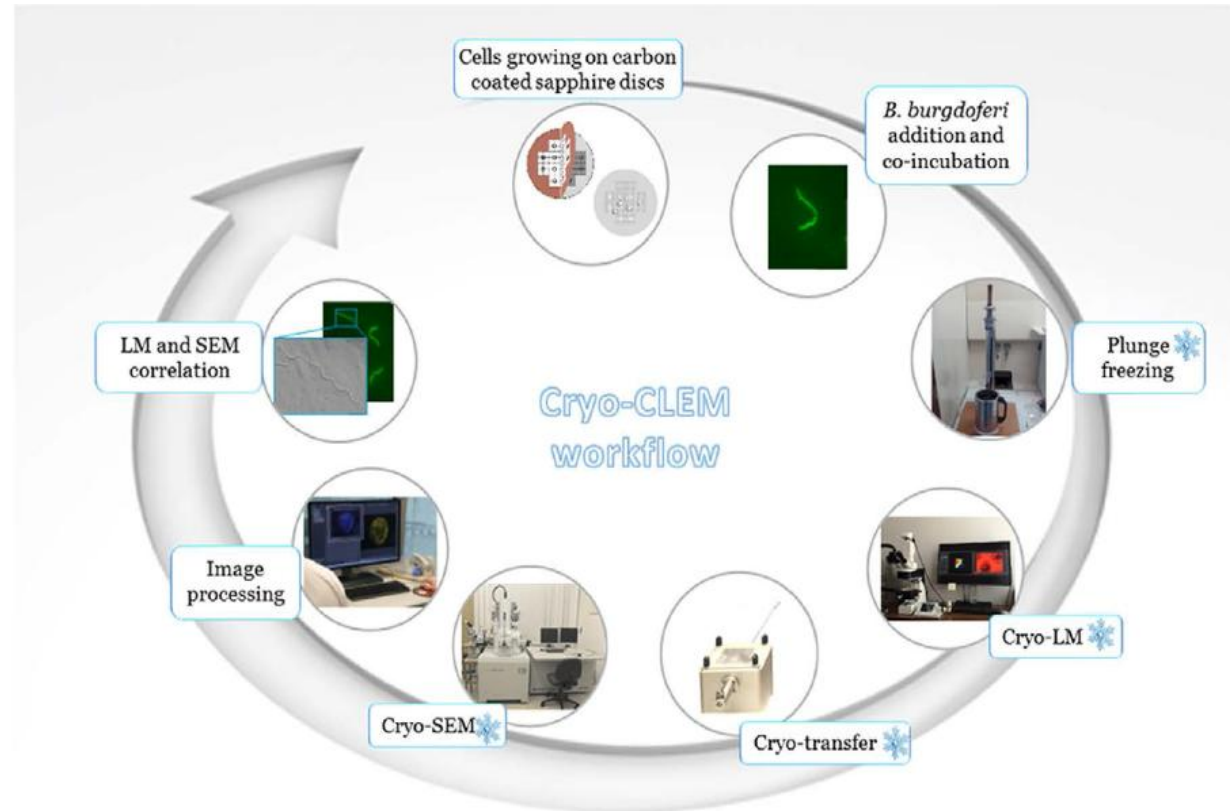 Cells growing on carbon
coated sapphire discs
B. burgdoferi
addition and
co-incubation
Plunge
freezing
Cryo-LM
Cryo-transfer
Cryo-SEM
Image
processing
LM and SEM
correlation
Cryo-CLEM
workflow